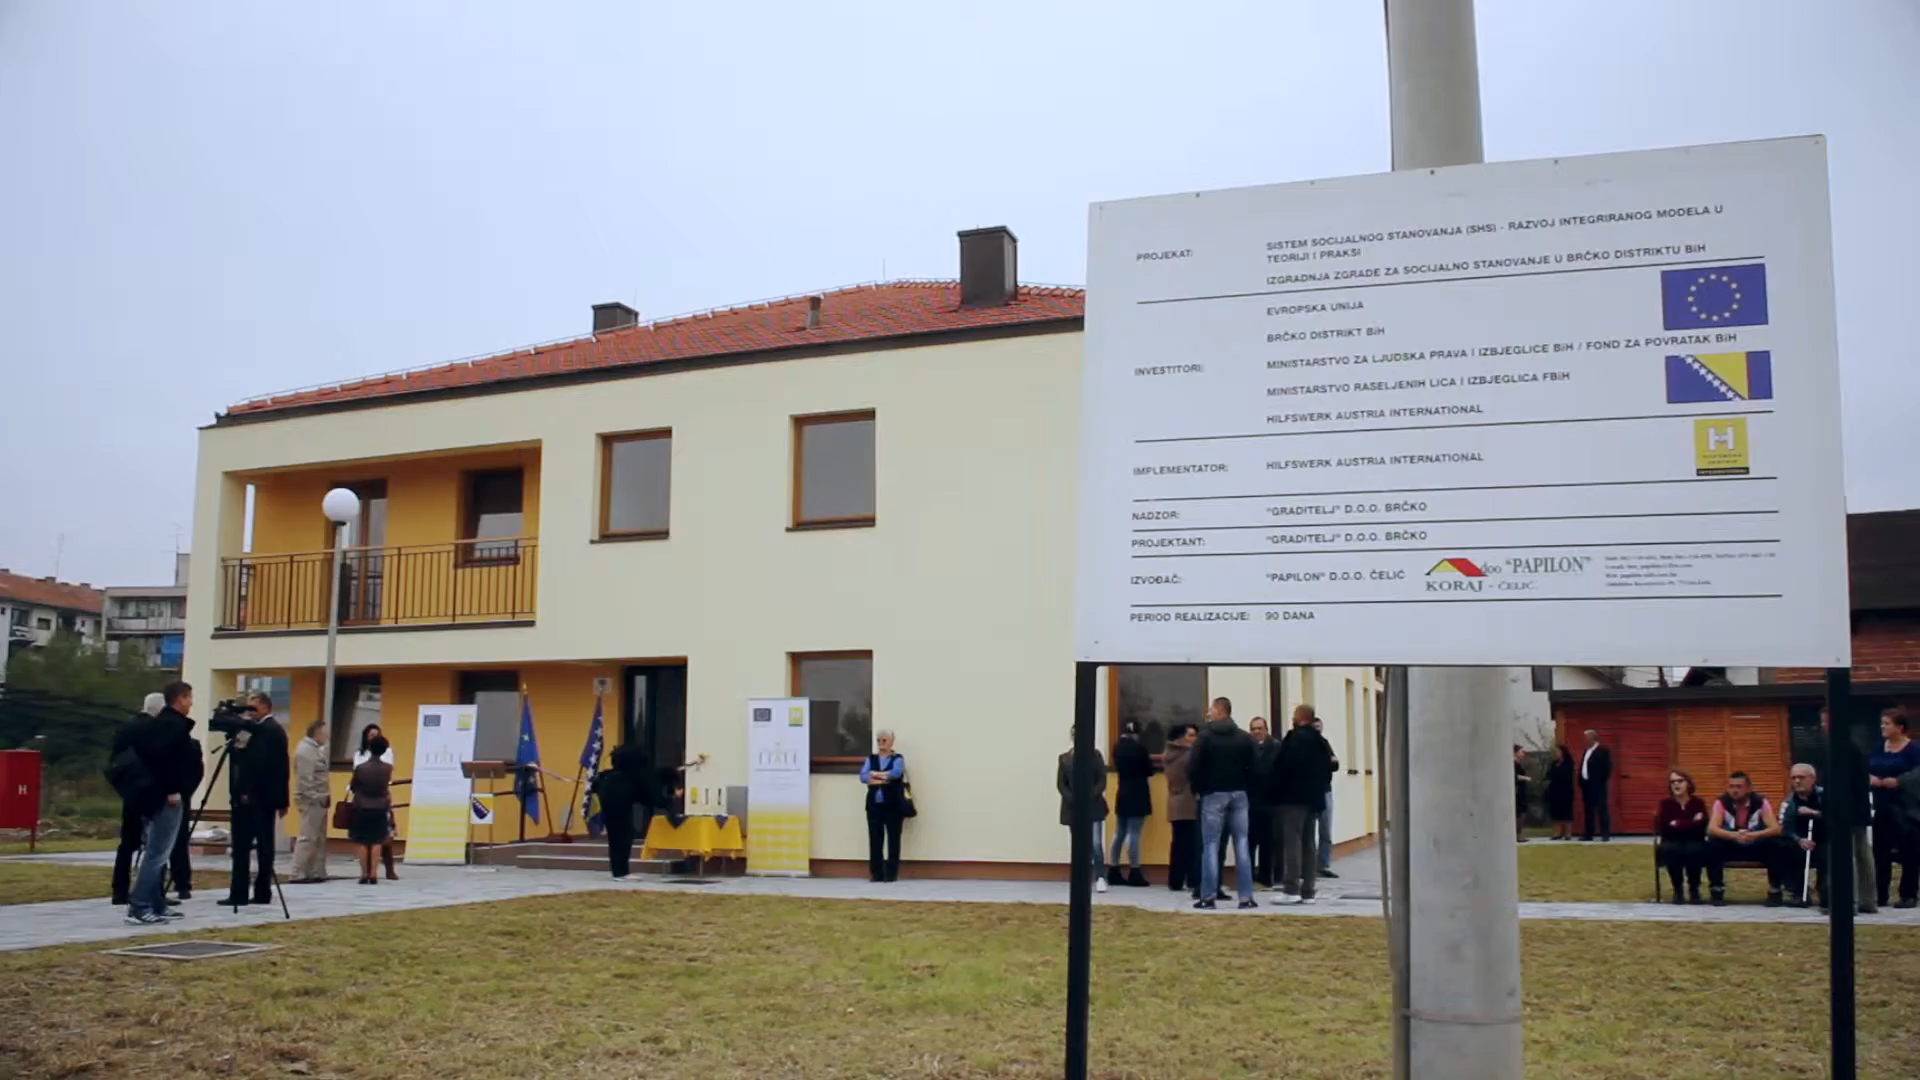 PROJEKAT:
SISTEM SOCIJALNOG STANOVANJA (SHS) - RAZVOJ INTEGRIRANOG MODELA U
TEORIJI I PRAKSI
IZGRADNJA ZGRADE ZA SOCIJALNO STANOVANJE U BRČKO DISTRIKTU BiH
INVESTITORI:
EVROPSKA UNIJA
BRČKO DISTRIKT BiH
MINISTARSTVO ZA LJUDSKA PRAVA I IZBJEGLICE BiH / FOND ZA POVRATAK BiH
MINISTARSTVO RASELJENIH LICA I IZBJEGLICA FBiH
HILFSWERK AUSTRIA INTERNATIONAL
H
INTERNATIONAL
IMPLEMENTATOR: HILFSWERK AUSTRIA INTERNATIONAL
NADZOR: "GRADITELJ" D.O.O. BRČKO
PROJEKTANT: "GRADITELJ" D.O.O. BRČKO
IZVOĐAČ: "PAPILON" D.O.O. ČELIĆ
doo "PAPILON"
KORAJ - ČELIĆ
PERIOD REALIZACIJE: 90 DANA
H